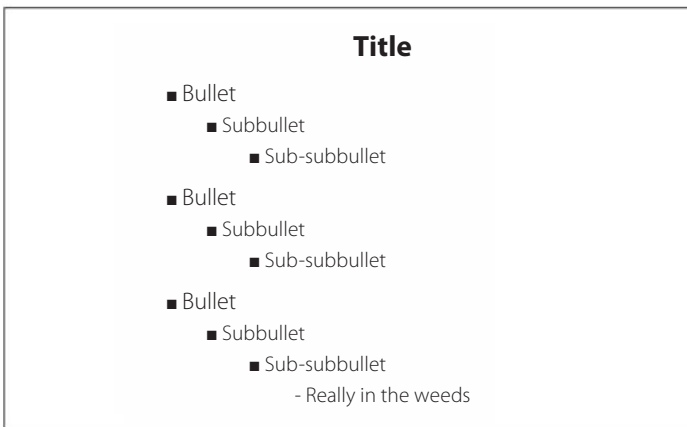 Title
■ Bullet
■ Subbullet
■ Sub-subbullet
■ Bullet
■ Subbullet
■ Sub-subbullet
■ Bullet
■ Subbullet
■ Sub-subbullet
- Really in the weeds